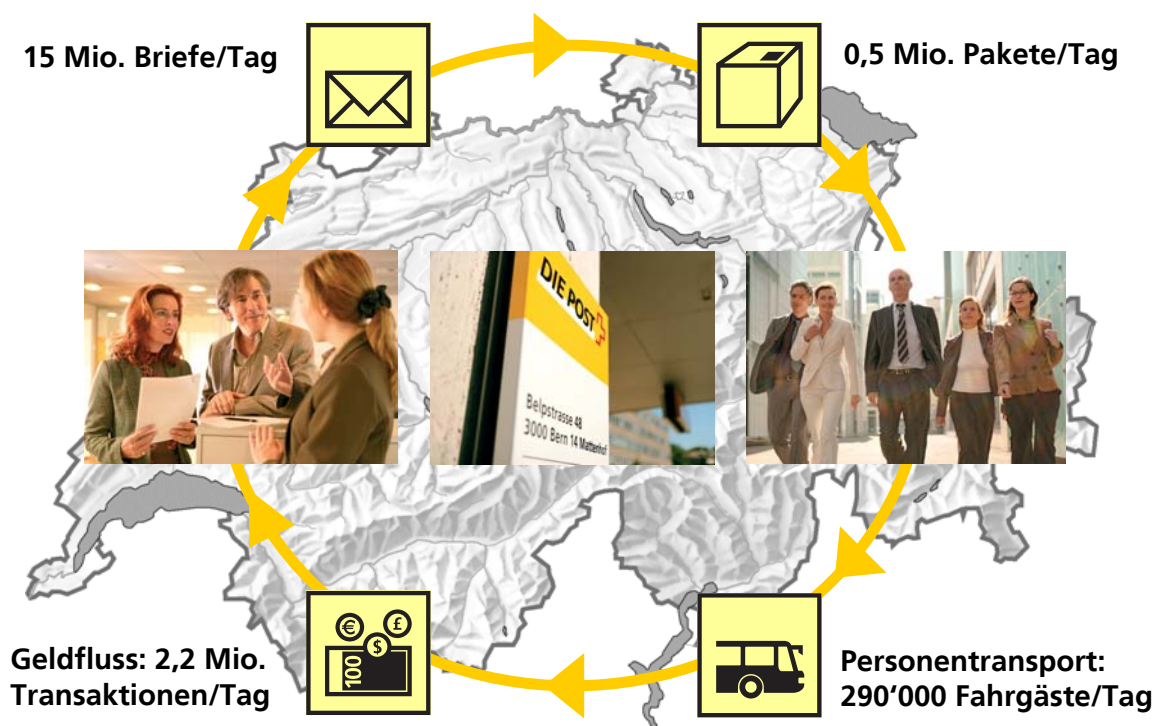 15 Mio. Briefe/Tag
0,5 Mio. Pakete/Tag
DIE POST
Belpstrasse 48
3000 Bern 14 Mattenhof
€
£
$
100
Geldfluss: 2,2 Mio.
Transaktionen/Tag
Personentransport:
290‘000 Fahrgäste/Tag